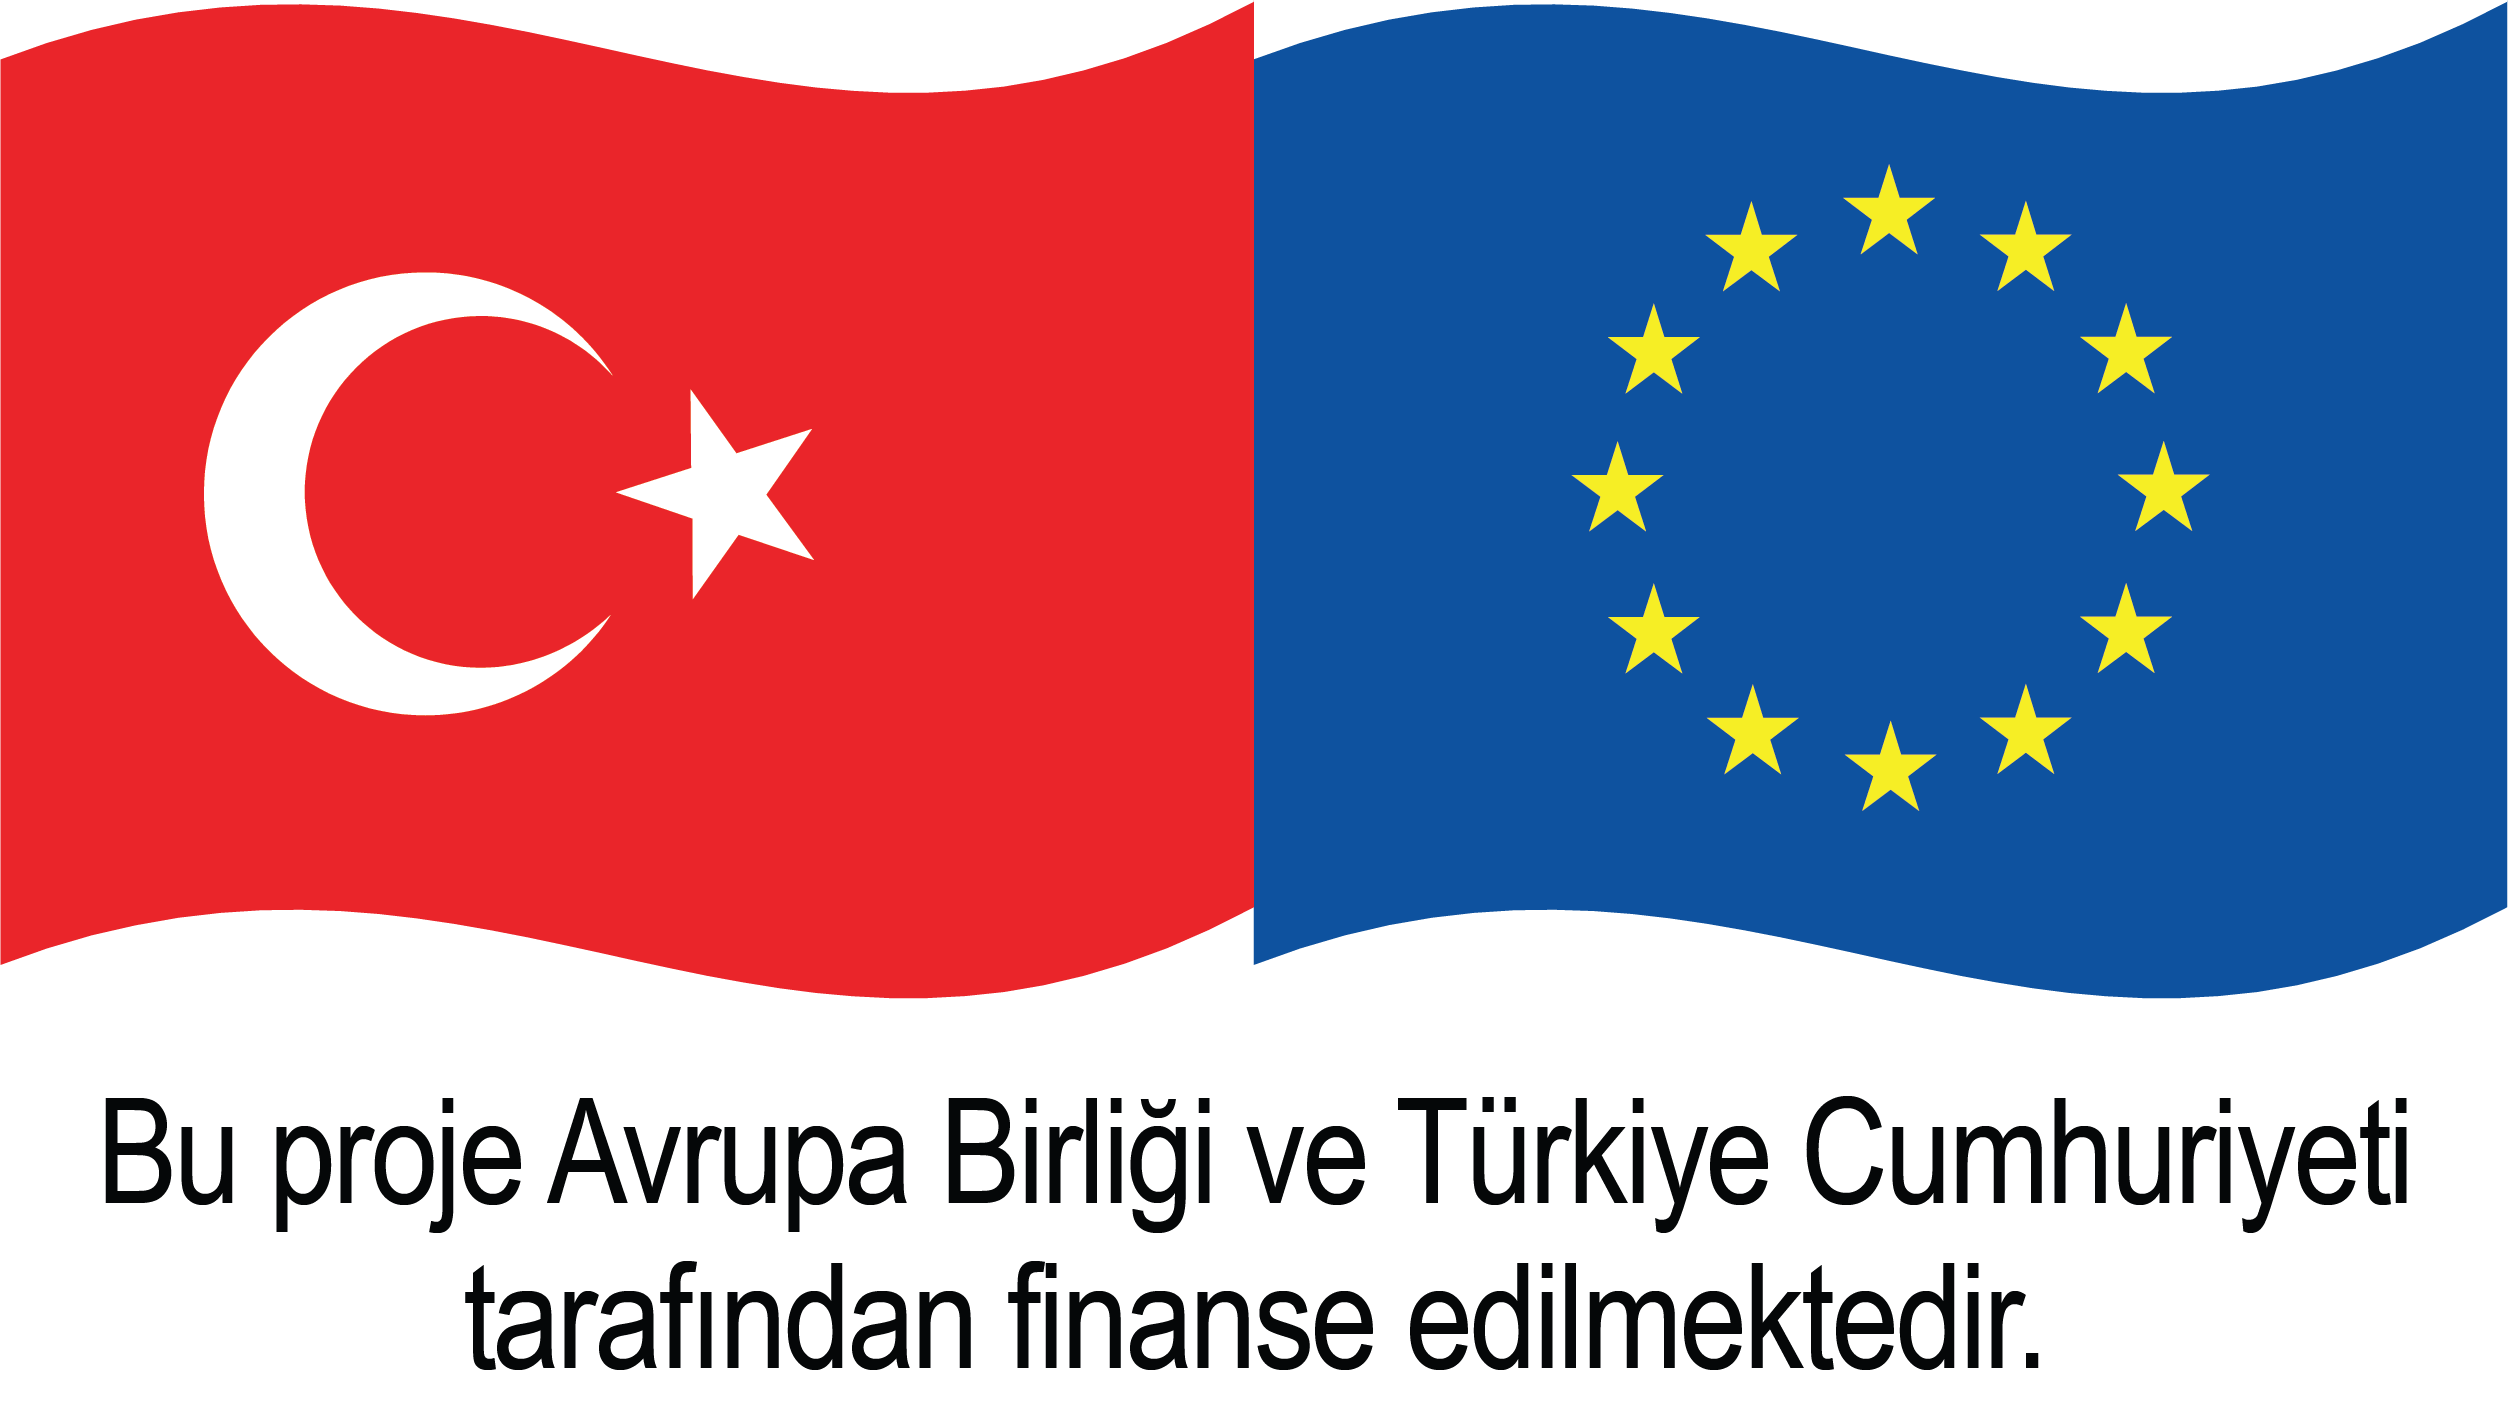 Bu proje Avrupa Birliği ve Türkiye Cumhuriyeti
tarafından finanse edilmektedir.